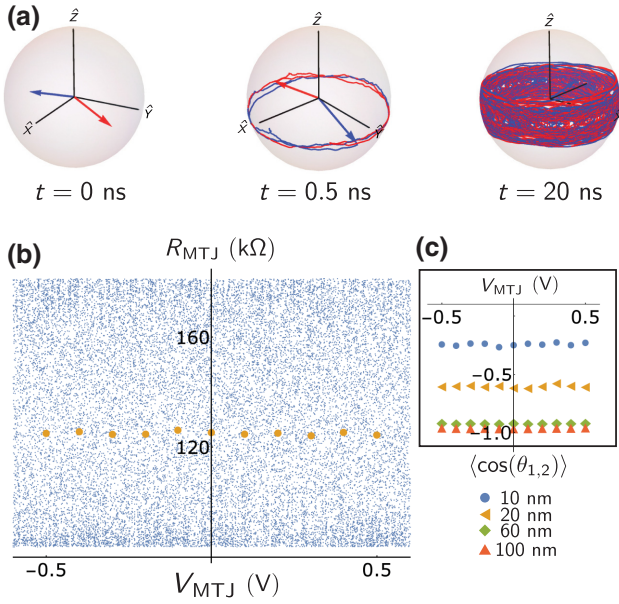 (a)
Ẑ
X̂
Ŷ
t = 0 ns
Ẑ
X̂
Ŷ
t = 0.5 ns
Ẑ
t = 20 ns
(b)
R_MTJ (kΩ)
160
120
−0.5
0.5
V_MTJ (V)
(c)
V_MTJ (V)
−0.5
0.5
−0.5
−1.0
⟨cos(θ_1,2)⟩
10 nm
20 nm
60 nm
100 nm